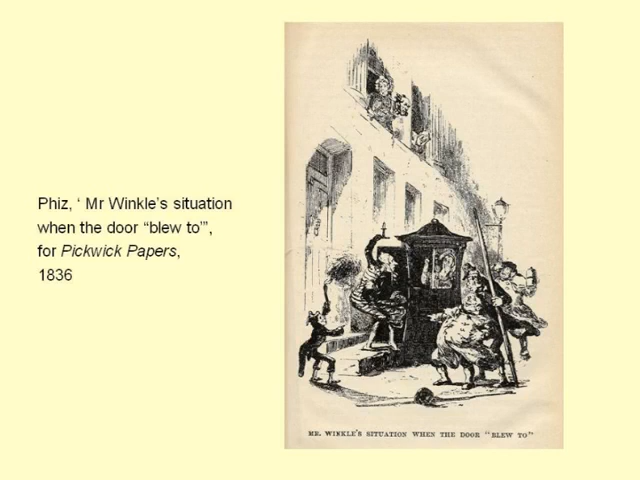 Phiz, ‘ Mr Winkle’s situation
when the door “blew to”’,
for Pickwick Papers,
1836
MR. WINKLE'S SITUATION WHEN THE DOOR "BLEW TO"